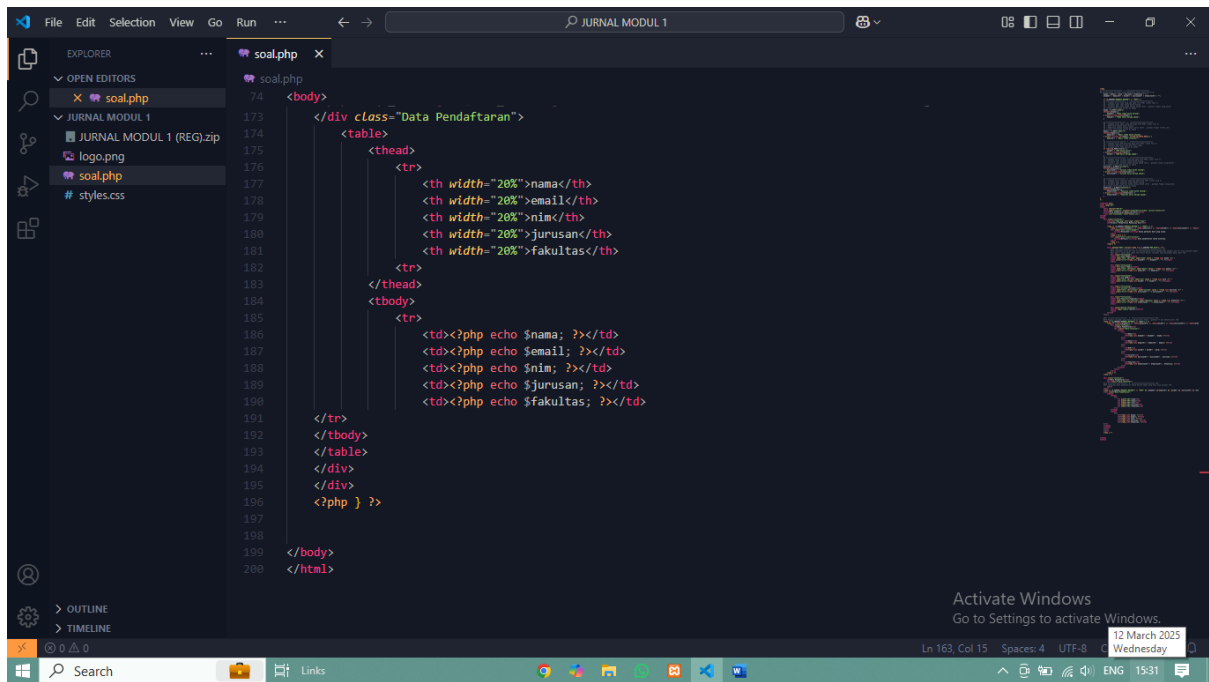 File Edit Selection View Go Run ··· JURNAL MODUL 1
EXPLORER ···
OPEN EDITORS
soal.php
JURNAL MODUL 1
JURNAL MODUL 1 (REG).zip
logo.png
soal.php
# styles.css
OUTLINE
TIMELINE
soal.php
soal.php
74 <body>
173 </div class="Data Pendaftaran">
174 <table>
175 <thead>
176 <tr>
177 <th width="20%">nama</th>
178 <th width="20%">email</th>
179 <th width="20%">nim</th>
180 <th width="20%">jurusan</th>
181 <th width="20%">fakultas</th>
182 <tr>
183 </thead>
184 <tbody>
185 <tr>
186 <td><?php echo $nama; ?></td>
187 <td><?php echo $email; ?></td>
188 <td><?php echo $nim; ?></td>
189 <td><?php echo $jurusan; ?></td>
190 <td><?php echo $fakultas; ?></td>
191 </tr>
192 </tbody>
193 </table>
194 </div>
195 </div>
196 <?php } ?>
197
198
199 </body>
200 </html>
Activate Windows
Go to Settings to activate Windows.
12 March 2025
Wednesday
0 0 Ln 163, Col 15 Spaces: 4 UTF-8
Search Links ENG 15:31